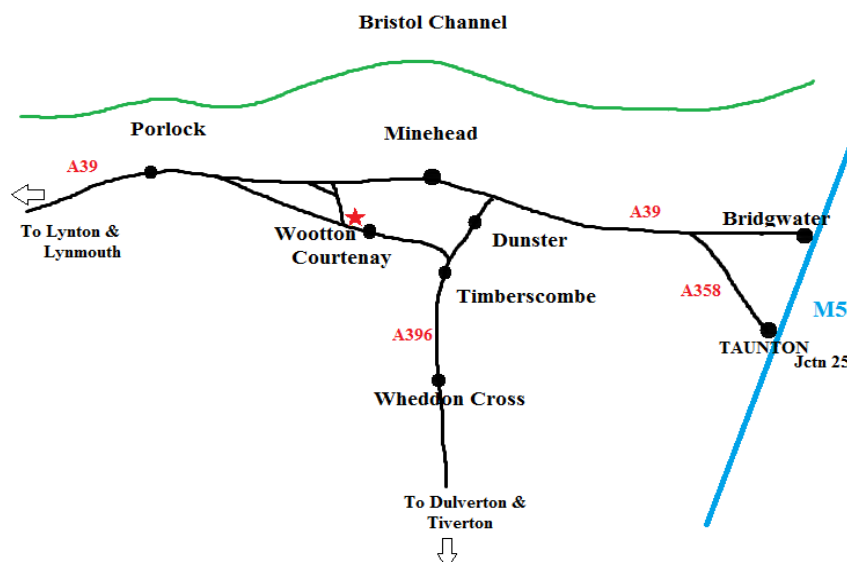 Bristol Channel
Porlock
Minehead
A39
To Lynton &
Lynmouth
Wootton
Courtenay
Dunster
A39
Bridgwater
Timberscombe
A358
M5
A396
TAUNTON
Jctn 25
Wheddon Cross
To Dulverton &
Tiverton